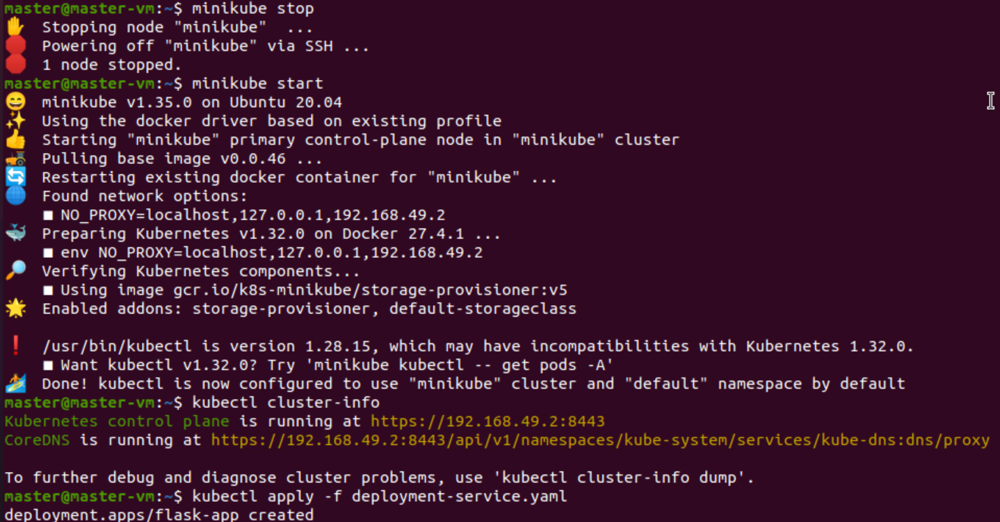 master@master-vm:~$ minikube stop
✋ Stopping node "minikube" ...
🛑 Powering off "minikube" via SSH ...
🛑 1 node stopped.
master@master-vm:~$ minikube start
😄 minikube v1.35.0 on Ubuntu 20.04
✨ Using the docker driver based on existing profile
👍 Starting "minikube" primary control-plane node in "minikube" cluster
🚜 Pulling base image v0.0.46 ...
🔄 Restarting existing docker container for "minikube" ...
🌐 Found network options:
■ NO_PROXY=localhost,127.0.0.1,192.168.49.2
🐳 Preparing Kubernetes v1.32.0 on Docker 27.4.1 ...
■ env NO_PROXY=localhost,127.0.0.1,192.168.49.2
🔎 Verifying Kubernetes components...
■ Using image gcr.io/k8s-minikube/storage-provisioner:v5
🌟 Enabled addons: storage-provisioner, default-storageclass
❗ /usr/bin/kubectl is version 1.28.15, which may have incompatibilities with Kubernetes 1.32.0.
■ Want kubectl v1.32.0? Try 'minikube kubectl -- get pods -A'
🏄 Done! kubectl is now configured to use "minikube" cluster and "default" namespace by default
master@master-vm:~$ kubectl cluster-info
Kubernetes control plane is running at https://192.168.49.2:8443
CoreDNS is running at https://192.168.49.2:8443/api/v1/namespaces/kube-system/services/kube-dns:dns/proxy
To further debug and diagnose cluster problems, use 'kubectl cluster-info dump'.
master@master-vm:~$ kubectl apply -f deployment-service.yaml
deployment.apps/flask-app created